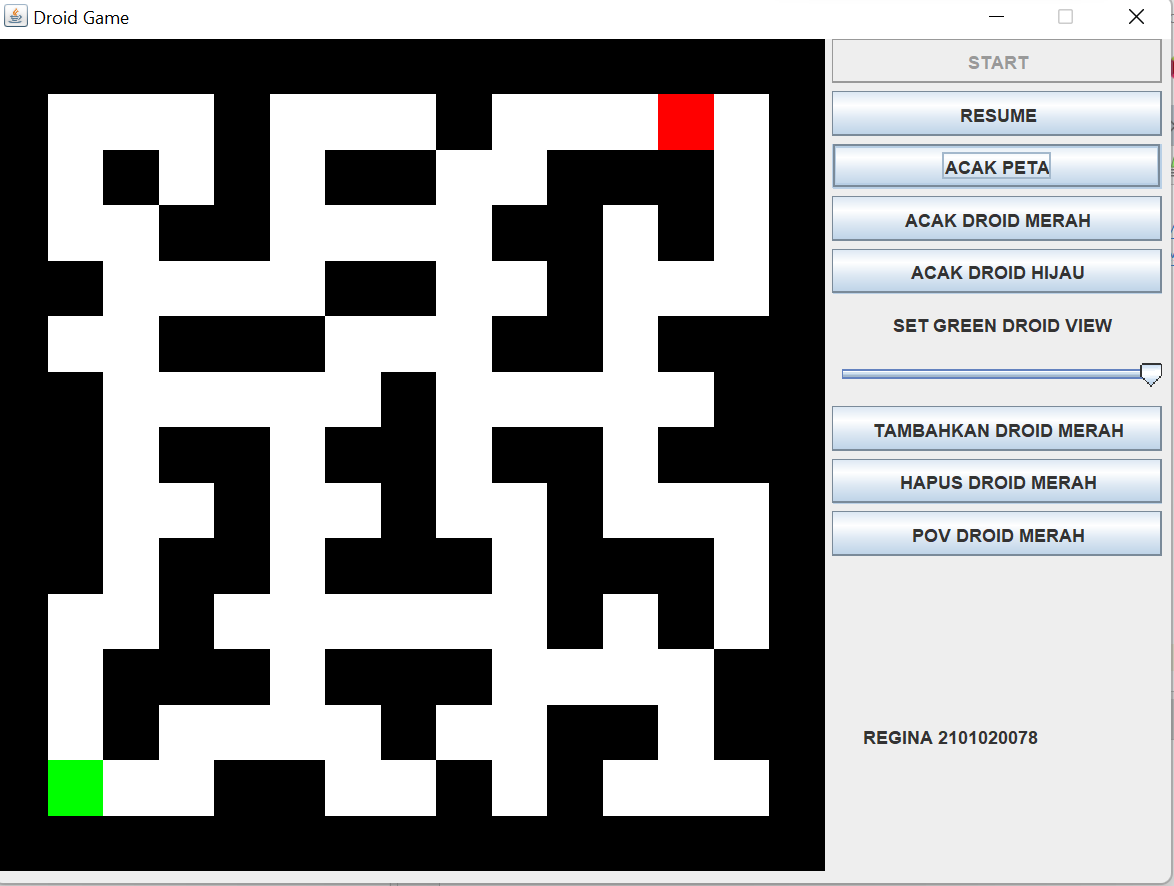 Droid Game
START
RESUME
ACAK PETA
ACAK DROID MERAH
ACAK DROID HIJAU
SET GREEN DROID VIEW
TAMBAHKAN DROID MERAH
HAPUS DROID MERAH
POV DROID MERAH
REGINA 2101020078